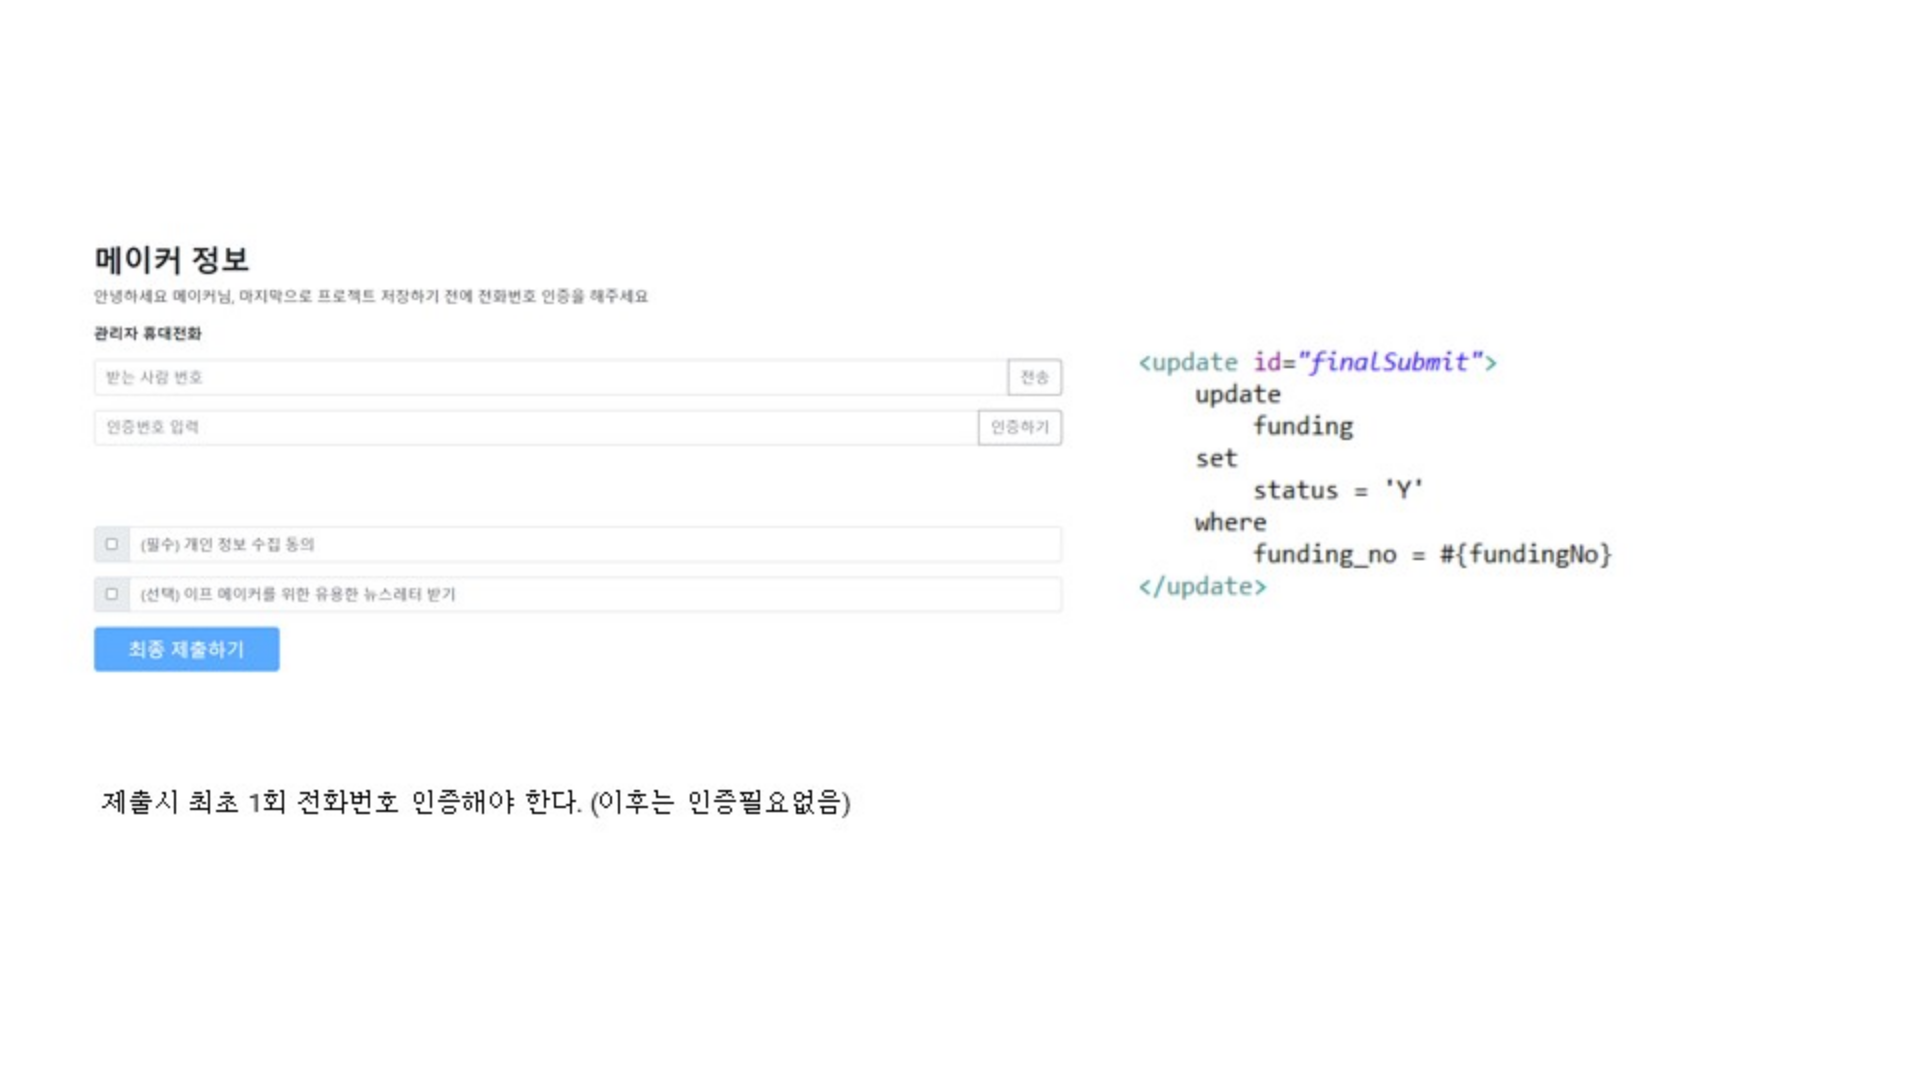 메이커 정보
안녕하세요 메이커님, 마지막으로 프로젝트 저장하기 전에 전화번호 인증을 해주세요
관리자 휴대전화
받는 사람 번호
전송
인증번호 입력
인증하기
(필수) 개인 정보 수집 동의
(선택) 이프 메이커를 위한 유용한 뉴스레터 받기
최종 제출하기
<update id="finalSubmit">
update
funding
set
status = 'Y'
where
funding_no = #{fundingNo}
</update>
제출시 최초 1회 전화번호 인증해야 한다. (이후는 인증필요없음)